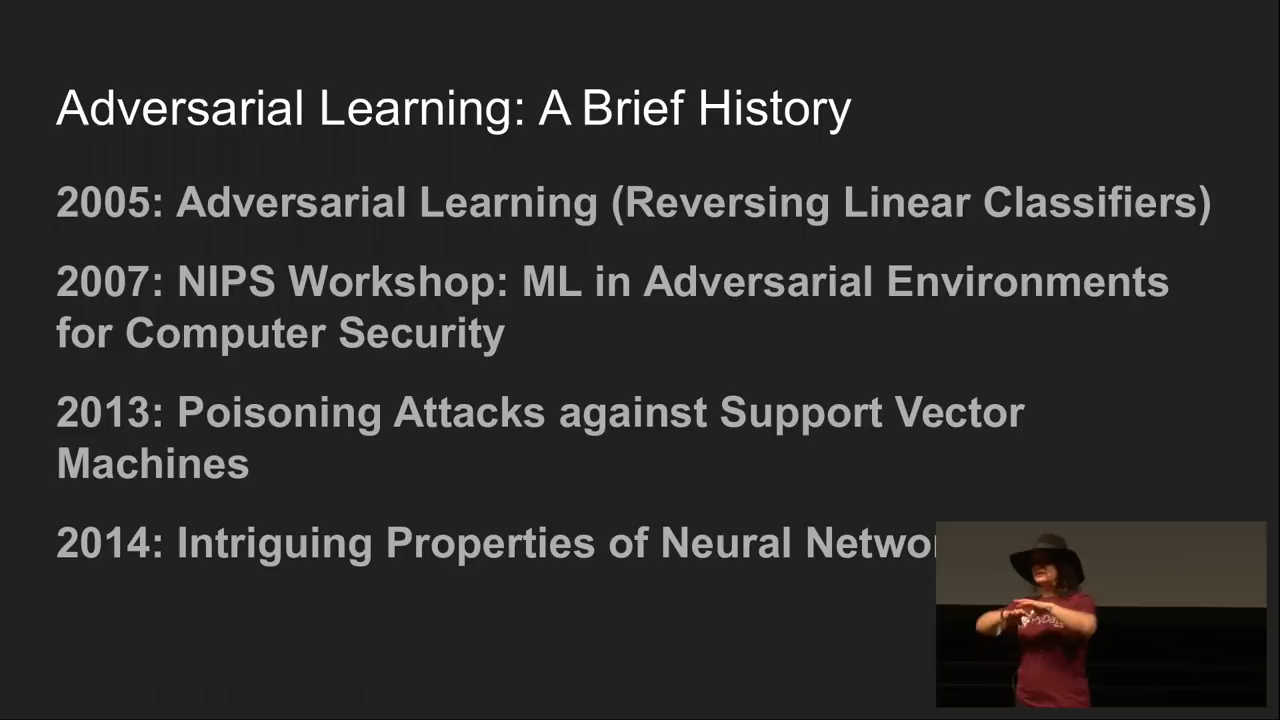 Adversarial Learning: A Brief History
2005: Adversarial Learning (Reversing Linear Classifiers)
2007: NIPS Workshop: ML in Adversarial Environments
for Computer Security
2013: Poisoning Attacks against Support Vector
Machines
2014: Intriguing Properties of Neural